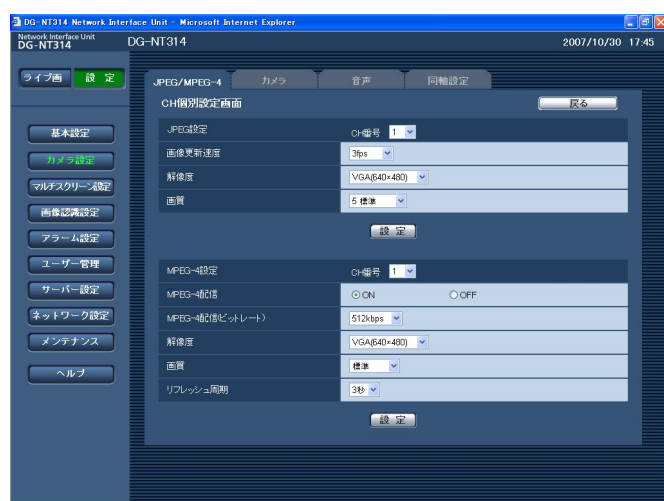 DG-NT314 Network Interface Unit - Microsoft Internet Explorer
Network Interface Unit
DG-NT314
DG-NT314
2007/10/30 17:45
ライブ画
設 定
JPEG/MPEG-4
カメラ
音声
同軸設定
CH個別設定画面
戻る
基本設定
カメラ設定
マルチスクリーン設定
画像認識設定
アラーム設定
ユーザー管理
サーバー設定
ネットワーク設定
メンテナンス
ヘルプ
JPEG設定
CH番号 1
画像更新速度
3fps
解像度
VGA(640×480)
画質
5 標準
設 定
MPEG-4設定
CH番号 1
MPEG-4配信
ON
OFF
MPEG-4配信(ビットレート)
512kbps
解像度
VGA(640×480)
画質
標準
リフレッシュ周期
3秒
設 定